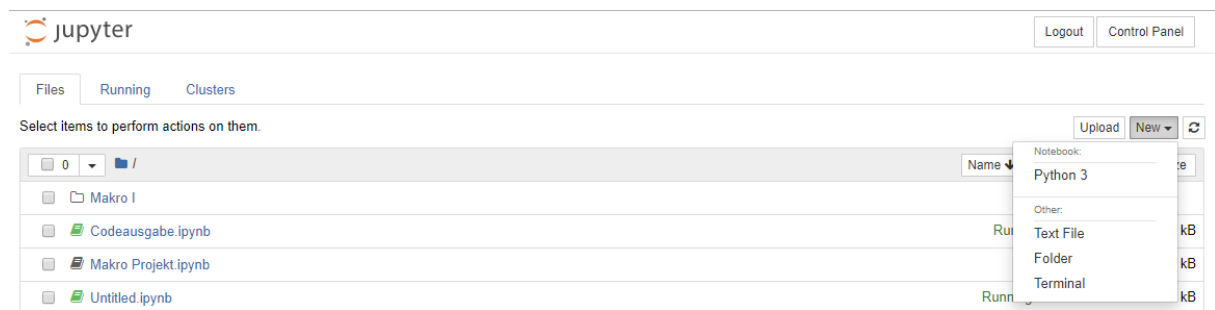 jupyter Logout Control Panel
Files Running Clusters
Select items to perform actions on them. Upload New
0 / Name
Notebook:
Python 3
Makro I
Other:
Codeausgabe.ipynb Text File kB
Folder
Makro Projekt.ipynb kB
Terminal
Untitled.ipynb kB